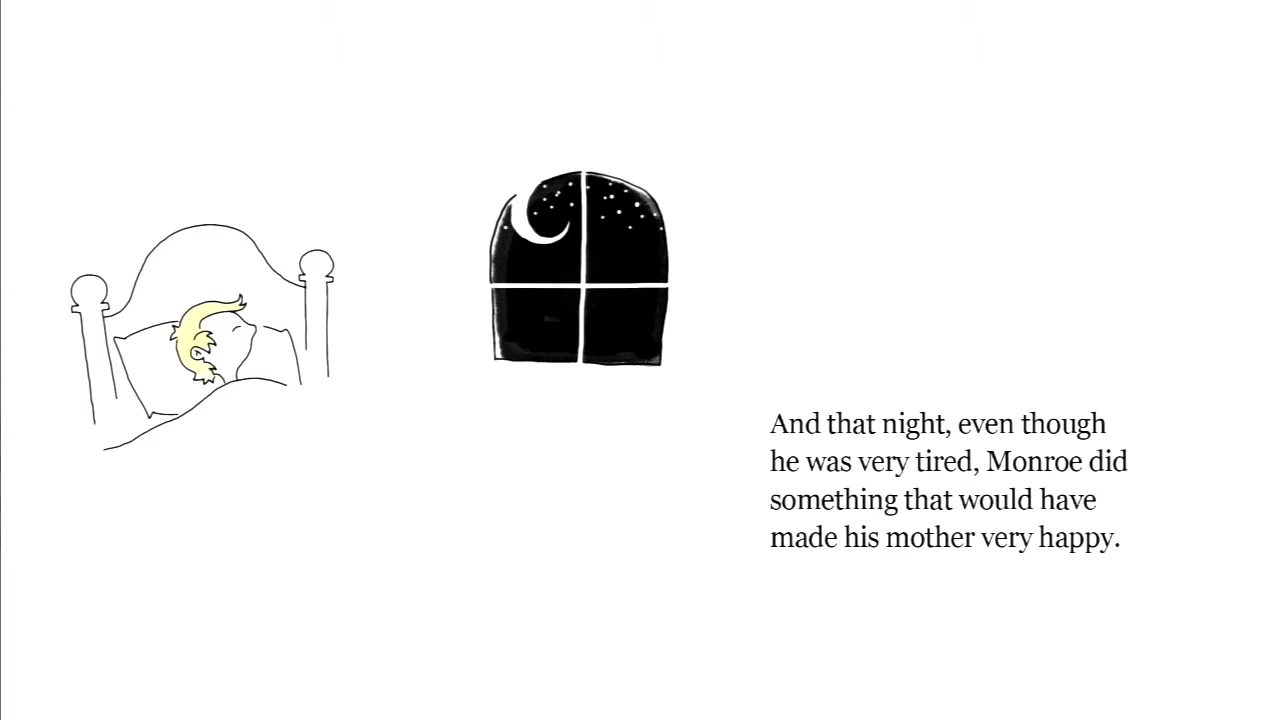 And that night, even though
he was very tired, Monroe did
something that would have
made his mother very happy.